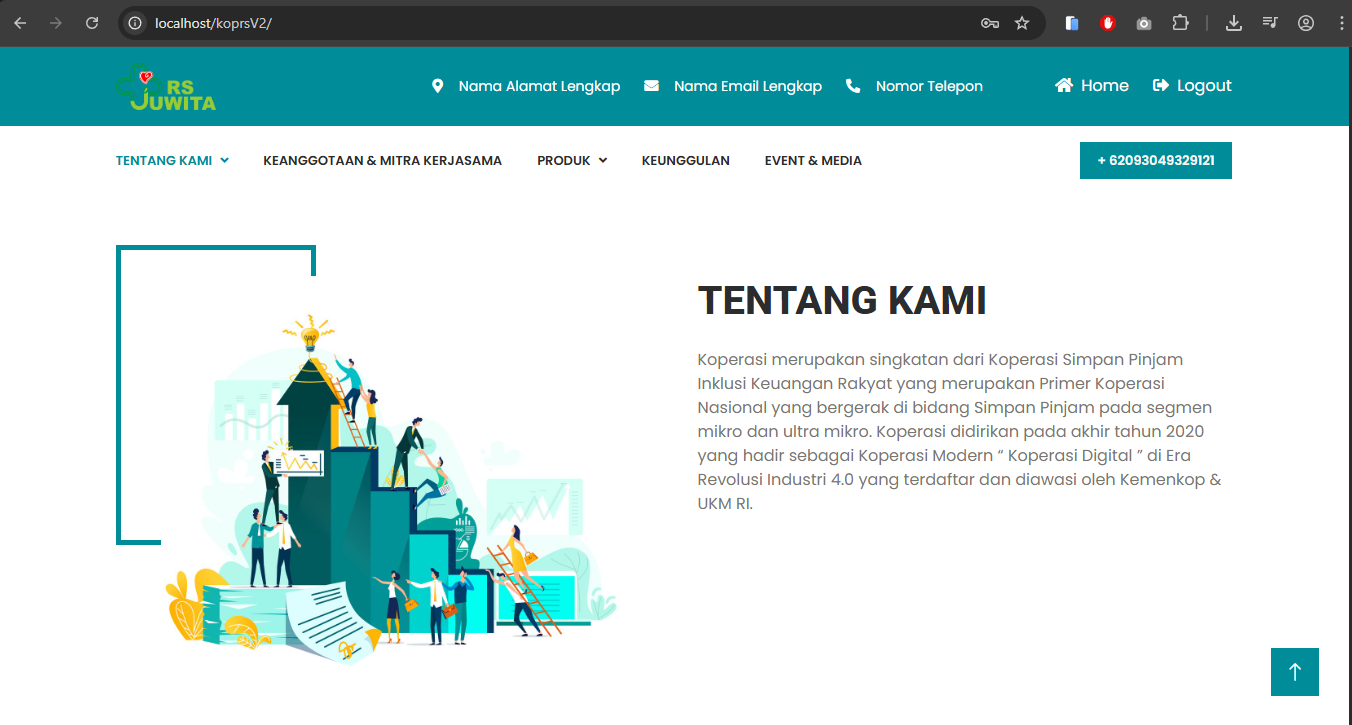 localhost/koprsV2/
RS
JUWITA
Nama Alamat Lengkap
Nama Email Lengkap
Nomor Telepon
Home
Logout
TENTANG KAMI
KEANGGOTAAN & MITRA KERJASAMA
PRODUK
KEUNGGULAN
EVENT & MEDIA
+ 62093049329121
TENTANG KAMI
Koperasi merupakan singkatan dari Koperasi Simpan Pinjam
Inklusi Keuangan Rakyat yang merupakan Primer Koperasi
Nasional yang bergerak di bidang Simpan Pinjam pada segmen
mikro dan ultra mikro. Koperasi didirikan pada akhir tahun 2020
yang hadir sebagai Koperasi Modern “ Koperasi Digital ” di Era
Revolusi Industri 4.0 yang terdaftar dan diawasi oleh Kemenkop &
UKM RI.